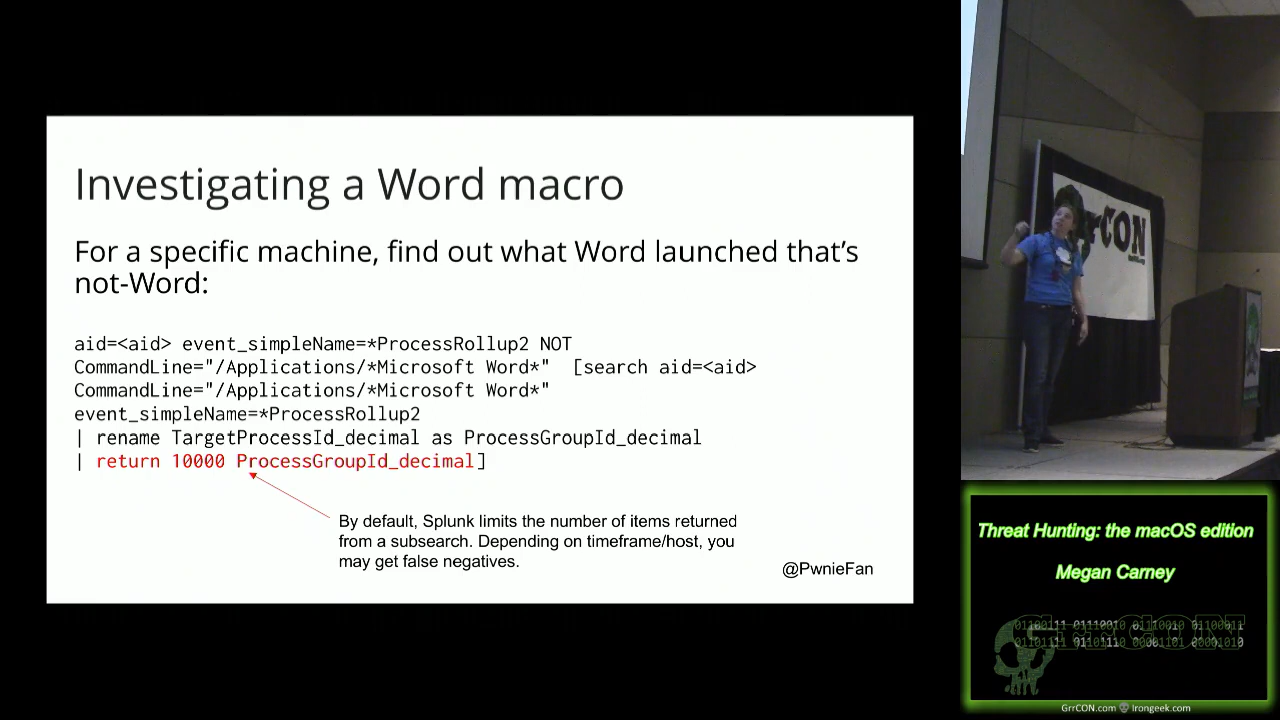 Investigating a Word macro
For a specific machine, find out what Word launched that’s
not-Word:
aid=<aid> event_simpleName=*ProcessRollup2 NOT
CommandLine="/Applications/*Microsoft Word*"  [search aid=<aid>
CommandLine="/Applications/*Microsoft Word*"
event_simpleName=*ProcessRollup2
| rename TargetProcessId_decimal as ProcessGroupId_decimal
| return 10000 ProcessGroupId_decimal]
By default, Splunk limits the number of items returned
from a subsearch. Depending on timeframe/host, you
may get false negatives.
@PwnieFan
GrrCON
Threat Hunting: the macOS edition
Megan Carney
GrrCON
GrrCON.com Irongeek.com